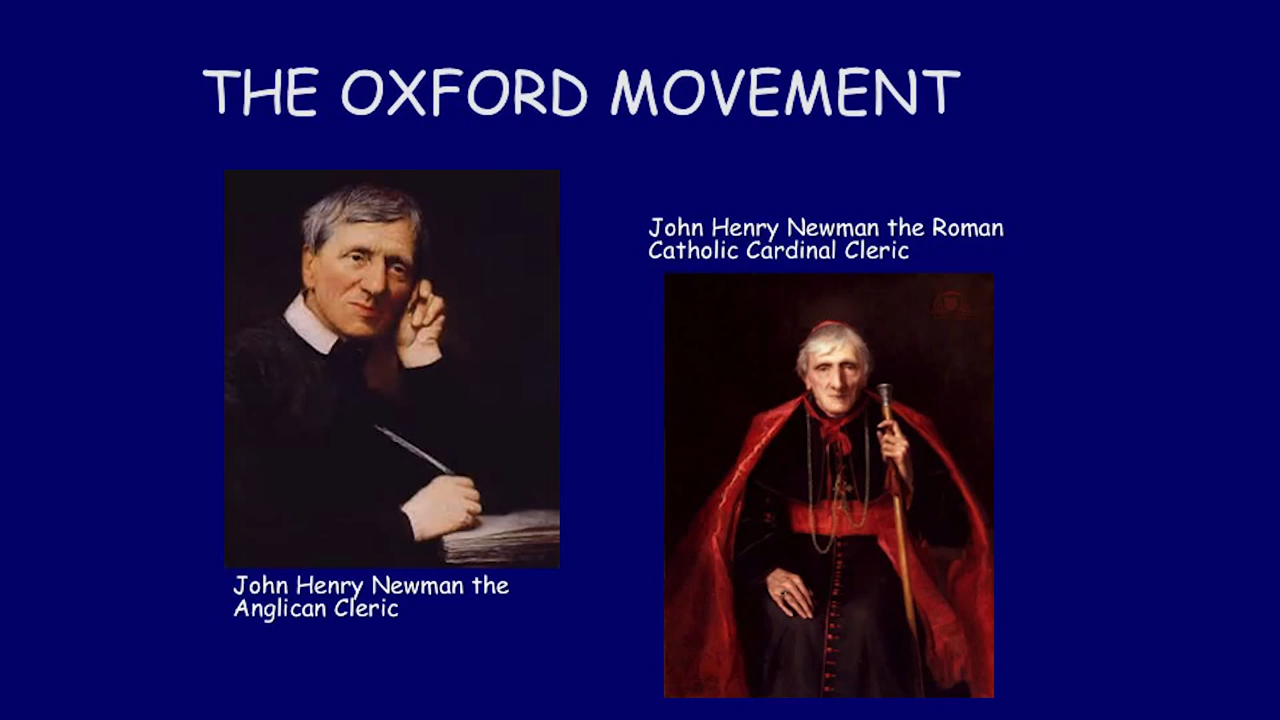 THE OXFORD MOVEMENT
John Henry Newman the Roman
Catholic Cardinal Cleric
John Henry Newman the
Anglican Cleric